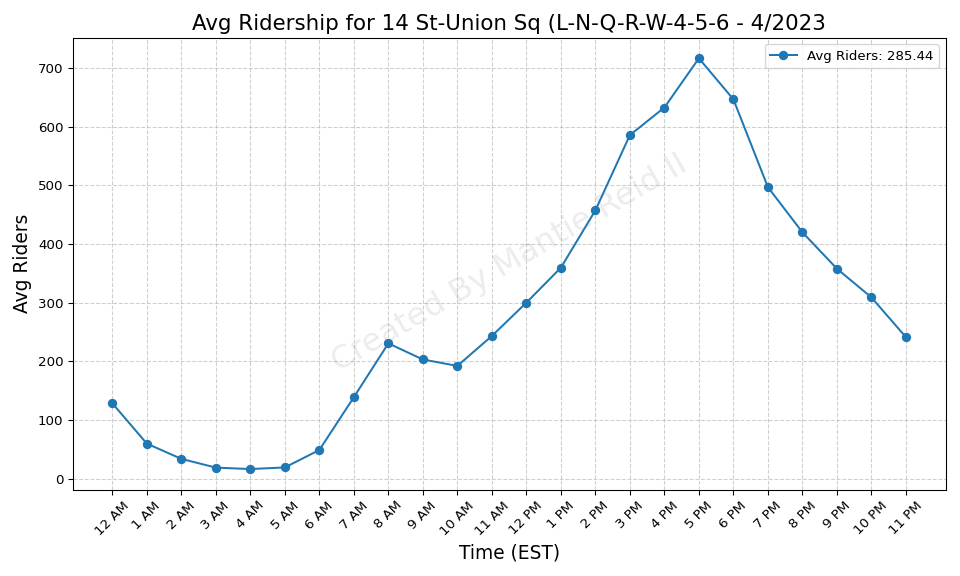 Avg Ridership for 14 St-Union Sq (L-N-Q-R-W-4-5-6 - 4/2023
Avg Riders: 285.44
700
600
500
400
300
200
100
0
Avg Riders
Created By Mantie Reid II
12 AM
1 AM
2 AM
3 AM
4 AM
5 AM
6 AM
7 AM
8 AM
9 AM
10 AM
11 AM
12 PM
1 PM
2 PM
3 PM
4 PM
5 PM
6 PM
7 PM
8 PM
9 PM
10 PM
11 PM
Time (EST)